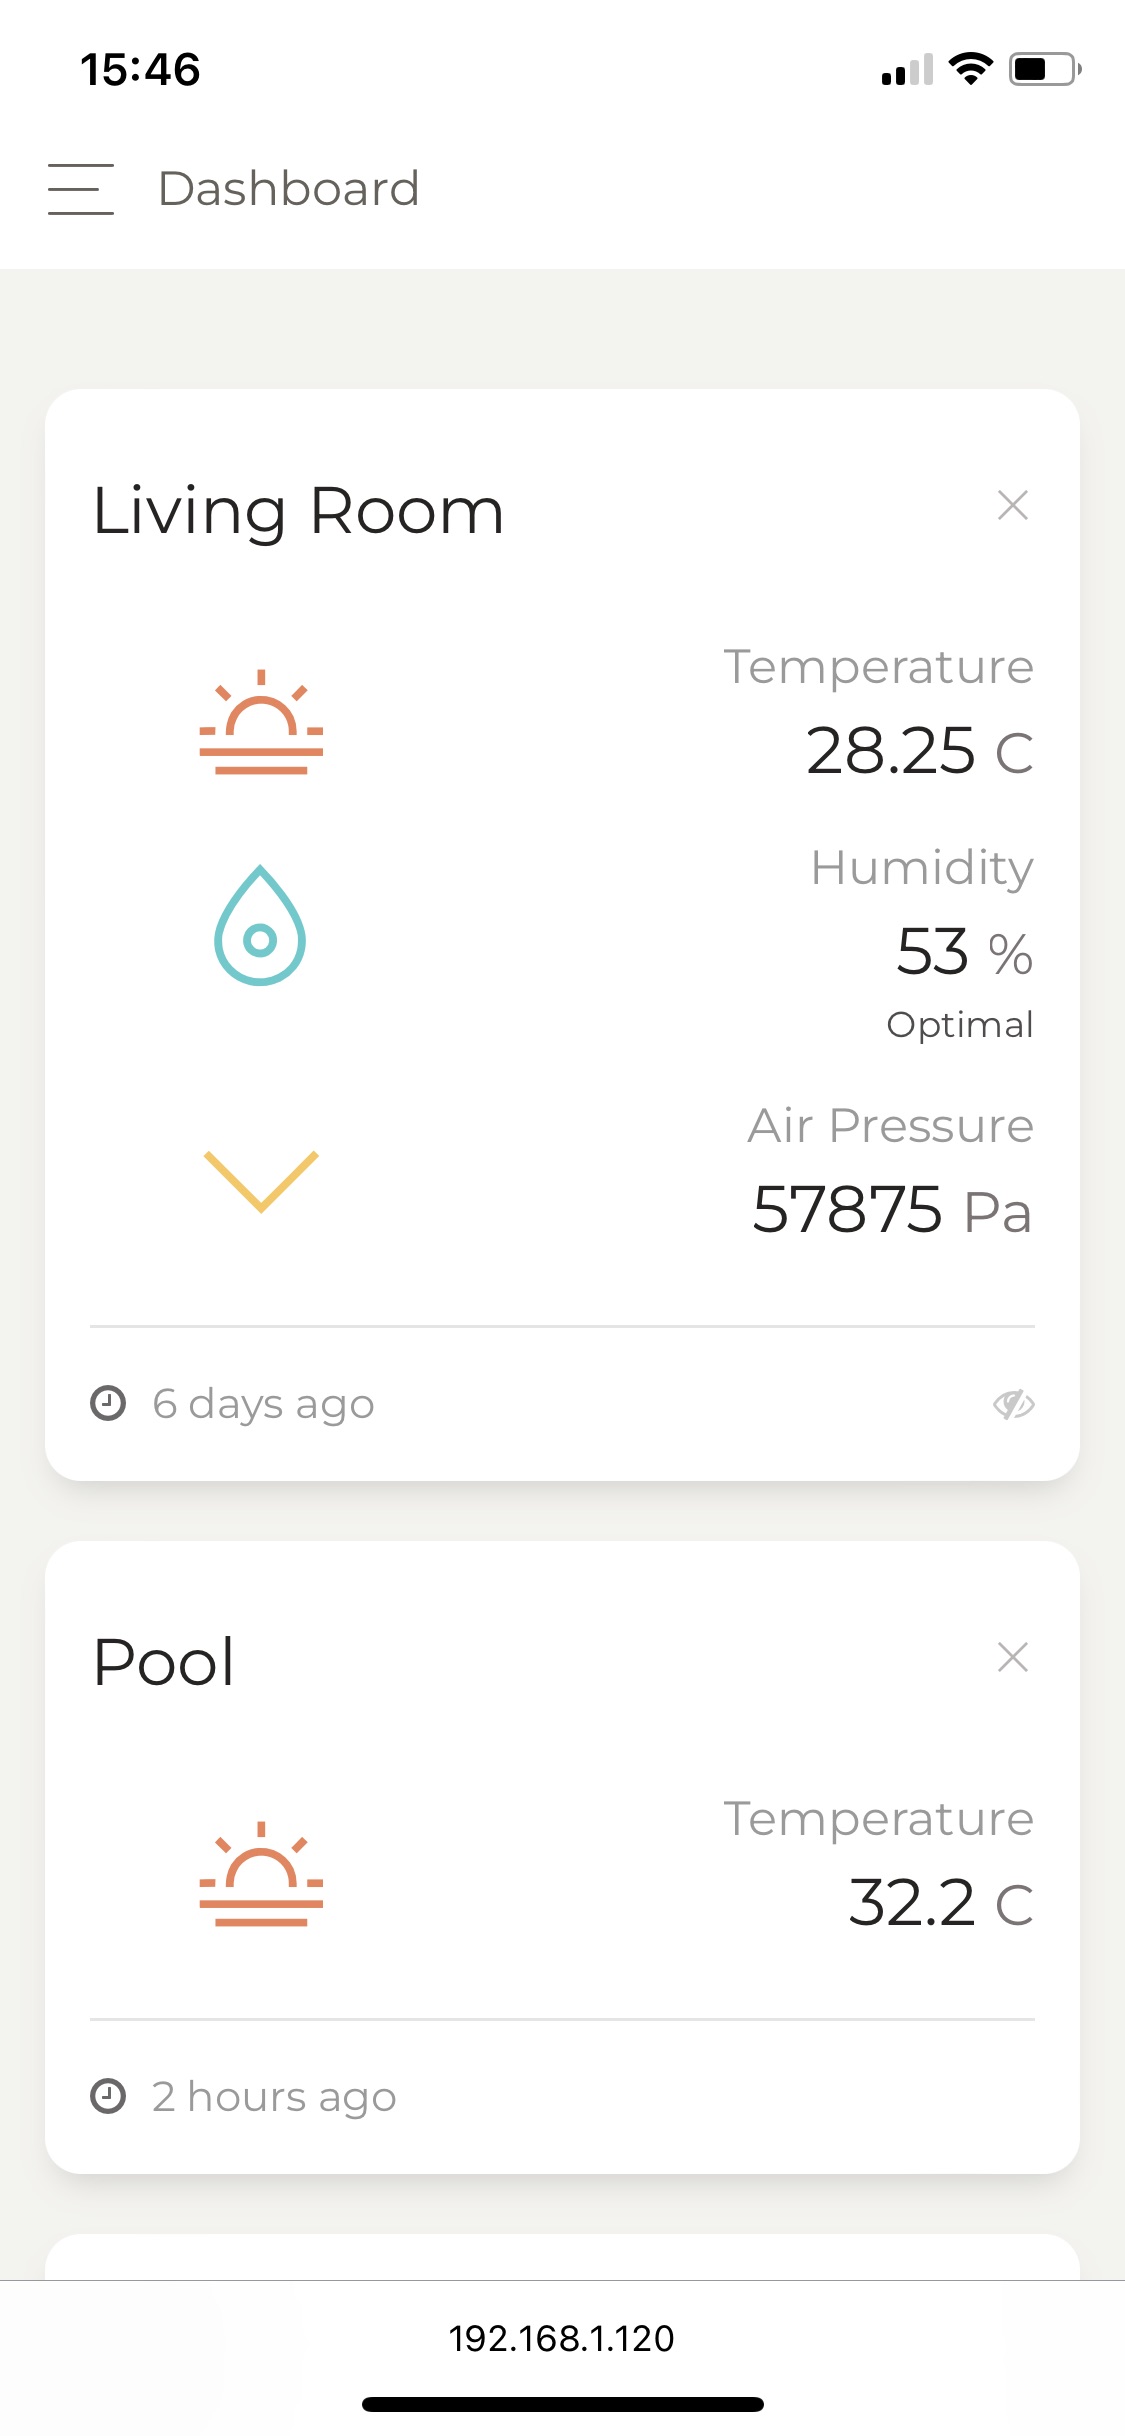 15:46
Dashboard
Living Room
Temperature
28.25 C
Humidity
53 %
Optimal
Air Pressure
57875 Pa
6 days ago
Pool
Temperature
32.2 C
2 hours ago
192.168.1.120